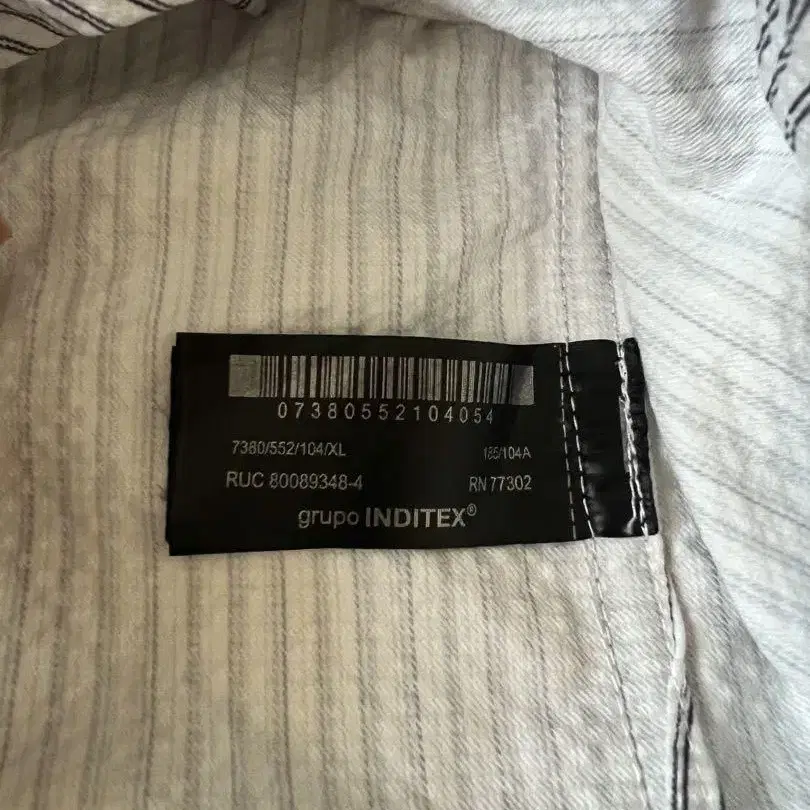 07380552104054
7380/552/104/XL 185/104A
RUC 80089348-4 RN 77302
grupo INDITEX®